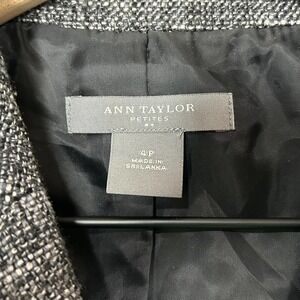 ANN TAYLOR
PETITES
4P
MADE IN
SRI LANKA